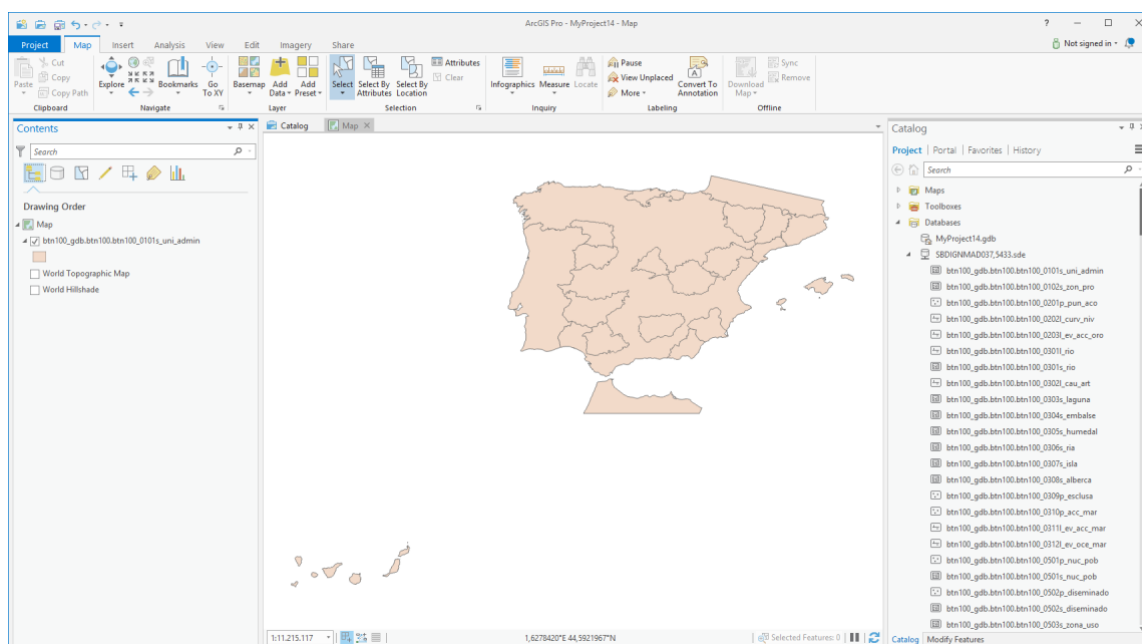 ArcGIS Pro - MyProject14 - Map
?
Project Map Insert Analysis View Edit Imagery Share
Not signed in
Paste
Cut
Copy
Copy Path
Clipboard
Explore
Bookmarks
Go To XY
Navigate
Basemap
Add Data
Add Preset
Layer
Select
Select By Attributes
Select By Location
Attributes
Clear
Selection
Infographics
Measure
Locate
Inquiry
Pause
View Unplaced
More
Convert To Annotation
Labeling
Download Map
Sync
Remove
Offline
Contents
Search
Drawing Order
Map
btn100_gdb.btn100.btn100_0101s_uni_admin
World Topographic Map
World Hillshade
Catalog
Map
1:11.215.117
1,6278420°E 44,5921967°N
Selected Features: 0
Catalog
Project | Portal | Favorites | History
Search
Maps
Toolboxes
Databases
MyProject14.gdb
SBDIGNMAD037,5433.sde
btn100_gdb.btn100.btn100_0101s_uni_admin
btn100_gdb.btn100.btn100_0102s_zon_pro
btn100_gdb.btn100.btn100_0201p_pun_aco
btn100_gdb.btn100.btn100_0202l_curv_niv
btn100_gdb.btn100.btn100_0203l_ev_acc_oro
btn100_gdb.btn100.btn100_0301l_rio
btn100_gdb.btn100.btn100_0301s_rio
btn100_gdb.btn100.btn100_0302l_cau_art
btn100_gdb.btn100.btn100_0303s_laguna
btn100_gdb.btn100.btn100_0304s_embalse
btn100_gdb.btn100.btn100_0305s_humedal
btn100_gdb.btn100.btn100_0306s_ria
btn100_gdb.btn100.btn100_0307s_isla
btn100_gdb.btn100.btn100_0308s_alberca
btn100_gdb.btn100.btn100_0309p_esclusa
btn100_gdb.btn100.btn100_0310p_acc_mar
btn100_gdb.btn100.btn100_0311l_ev_acc_mar
btn100_gdb.btn100.btn100_0312l_ev_oce_mar
btn100_gdb.btn100.btn100_0501p_nuc_pob
btn100_gdb.btn100.btn100_0501s_nuc_pob
btn100_gdb.btn100.btn100_0502p_diseminado
btn100_gdb.btn100.btn100_0502s_diseminado
btn100_gdb.btn100.btn100_0503s_zona_uso
Catalog Modify Features